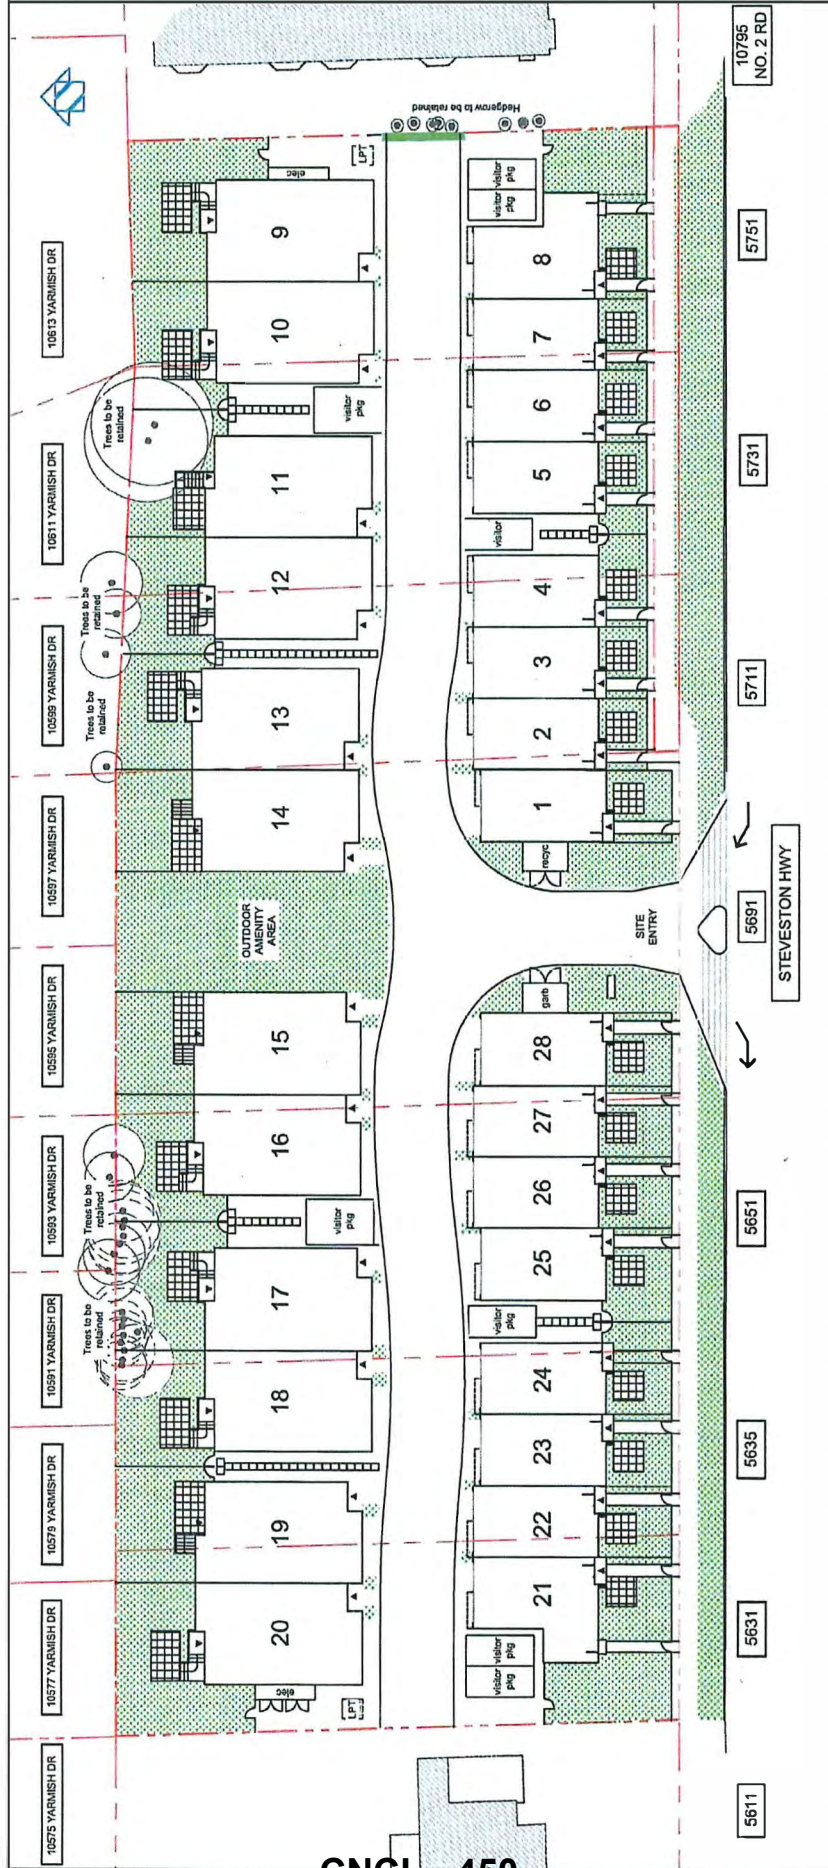 10575 YARMISH DR
10577 YARMISH DR
10579 YARMISH DR
10591 YARMISH DR
10593 YARMISH DR
10595 YARMISH DR
10597 YARMISH DR
10599 YARMISH DR
10611 YARMISH DR
10613 YARMISH DR
Trees to be
retained
Trees to be
retained
Trees to be
retained
Trees to be
retained
Trees to be
retained
elec
LPT
20
19
18
17
visitor
pkg
16
15
OUTDOOR
AMENITY
AREA
14
13
12
11
visitor
pkg
10
9
elec
LPT
Hedgerow to be retained
visitor
pkg
visitor
pkg
21
22
23
24
visitor
pkg
25
26
27
28
garb
SITE
ENTRY
recyc
1
2
3
4
visitor
5
6
7
8
visitor
pkg
visitor
pkg
5611
5631
5635
5651
5691
5711
5731
5751
10795
NO. 2 RD
STEVESTON HWY
CNCL - 450